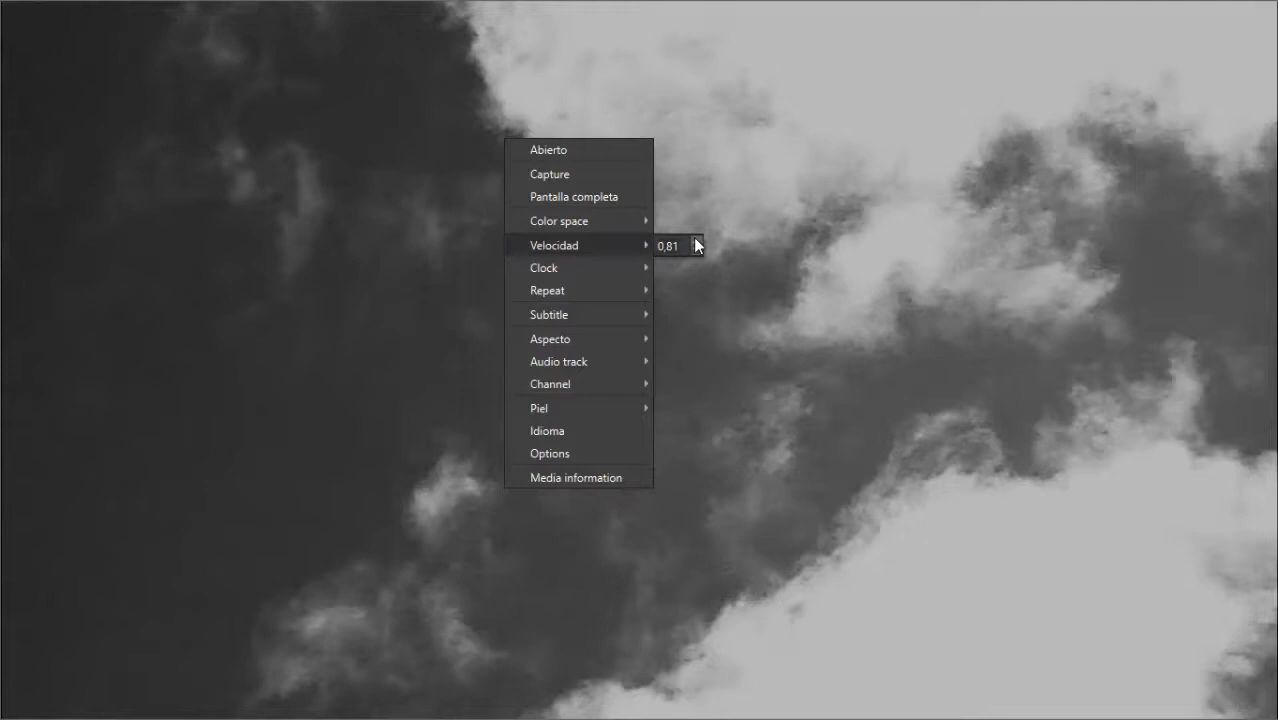 Abierto
Capture
Pantalla completa
Color space
Velocidad
0,81
Clock
Repeat
Subtitle
Aspecto
Audio track
Channel
Piel
Idioma
Options
Media information